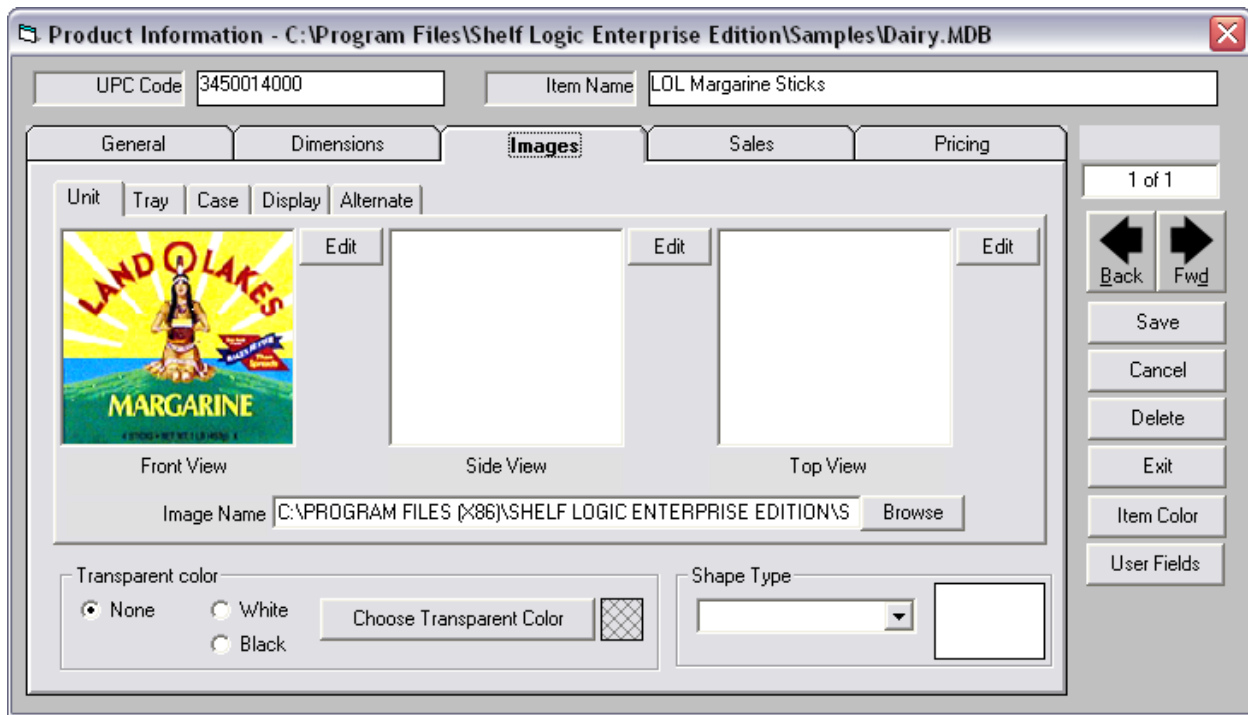 Product Information - C:\Program Files\Shelf Logic Enterprise Edition\Samples\Dairy.MDB
UPC Code 3450014000 Item Name LOL Margarine Sticks
General Dimensions Images Sales Pricing
1 of 1
Unit Tray Case Display Alternate
Edit Edit Edit
LAND O LAKES
MARGARINE
Front View Side View Top View
Image Name C:\PROGRAM FILES (X86)\SHELF LOGIC ENTERPRISE EDITION\S Browse
Transparent color
None White Choose Transparent Color
Black
Shape Type
Back Fwd
Save
Cancel
Delete
Exit
Item Color
User Fields